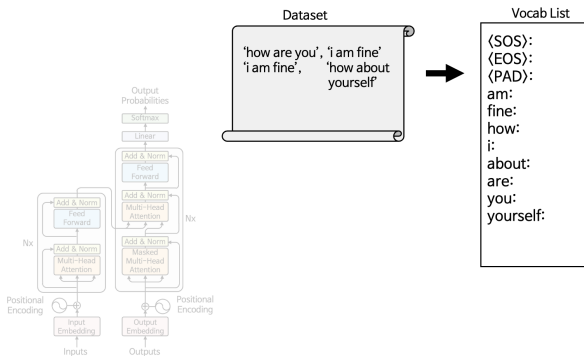 Dataset
'how are you', 'i am fine'
'i am fine', 'how about
yourself'
Vocab List
⟨SOS⟩:
⟨EOS⟩:
⟨PAD⟩:
am:
fine:
how:
i:
about:
are:
you:
yourself:
Output
Probabilities
Softmax
Linear
Add & Norm
Feed
Forward
Add & Norm
Multi-Head
Attention
Nx
Add & Norm
Masked
Multi-Head
Attention
Add & Norm
Feed
Forward
Nx
Add & Norm
Multi-Head
Attention
Positional
Encoding
Positional
Encoding
Input
Embedding
Output
Embedding
Inputs
Outputs